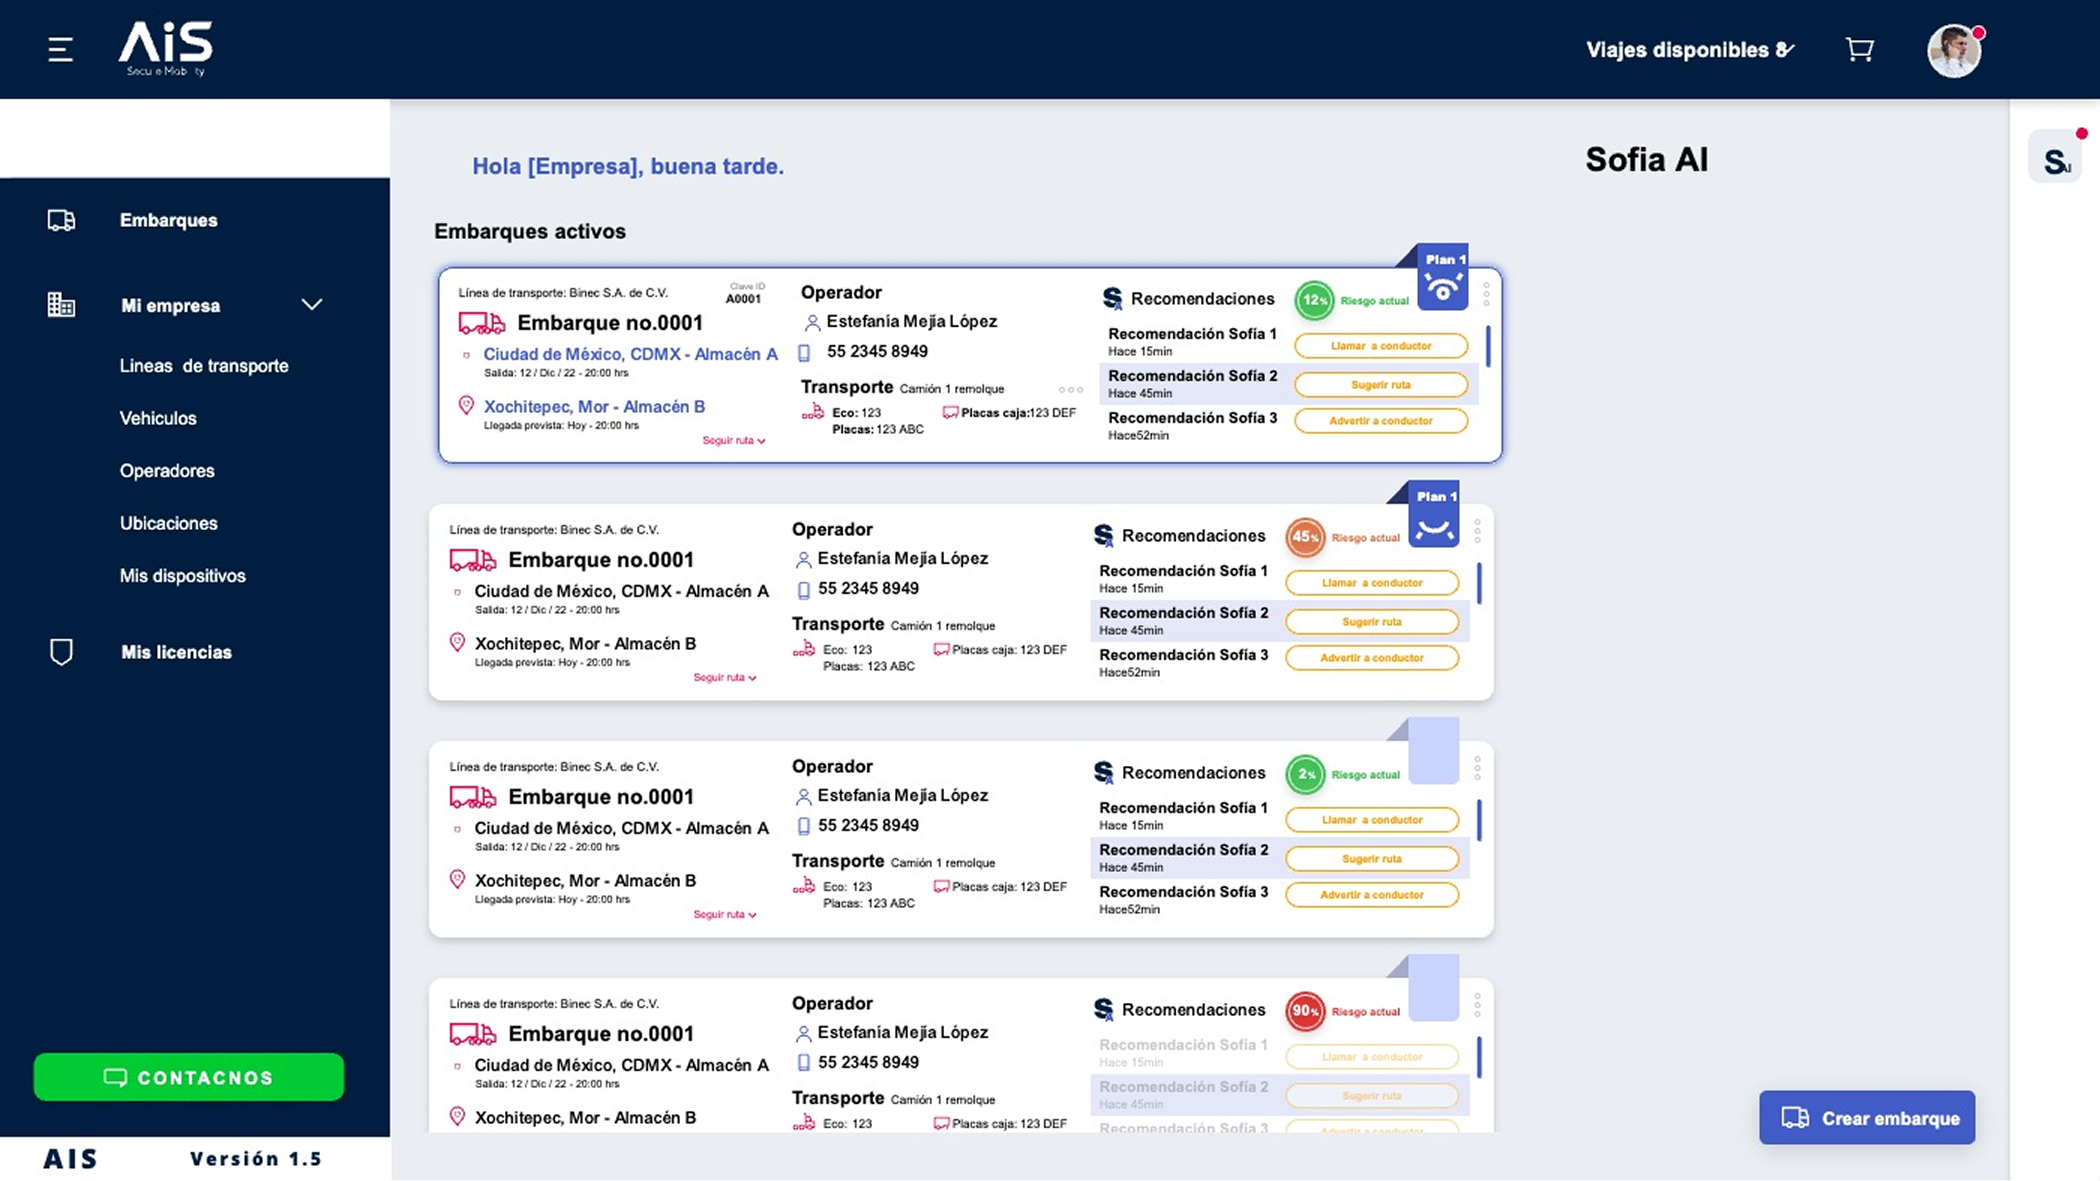 AiS
Secu e Mob ty
Viajes disponibles 8
Embarques
Mi empresa
Lineas de transporte
Vehiculos
Operadores
Ubicaciones
Mis dispositivos
Mis licencias
CONTACNOS
AIS
Versión 1.5
Hola [Empresa], buena tarde.
Sofia AI
Embarques activos
Línea de transporte: Binec S.A. de C.V.
Clave ID
A0001
Embarque no.0001
Ciudad de México, CDMX - Almacén A
Salida: 12 / Dic / 22 - 20:00 hrs
Xochitepec, Mor - Almacén B
Llegada prevista: Hoy - 20:00 hrs
Seguir ruta
Operador
Estefanía Mejía López
55 2345 8949
Transporte Camión 1 remolque
Eco: 123
Placas caja:123 DEF
Placas: 123 ABC
Recomendaciones
12%
Riesgo actual
Plan 1
Recomendación Sofía 1
Hace 15min
Llamar a conductor
Recomendación Sofía 2
Hace 45min
Sugerir ruta
Recomendación Sofía 3
Hace52min
Advertir a conductor
Línea de transporte: Binec S.A. de C.V.
Embarque no.0001
Ciudad de México, CDMX - Almacén A
Salida: 12 / Dic / 22 - 20:00 hrs
Xochitepec, Mor - Almacén B
Llegada prevista: Hoy - 20:00 hrs
Seguir ruta
Operador
Estefanía Mejía López
55 2345 8949
Transporte Camión 1 remolque
Eco: 123
Placas caja: 123 DEF
Placas: 123 ABC
Recomendaciones
45%
Riesgo actual
Plan 1
Recomendación Sofía 1
Hace 15min
Llamar a conductor
Recomendación Sofía 2
Hace 45min
Sugerir ruta
Recomendación Sofía 3
Hace52min
Advertir a conductor
Línea de transporte: Binec S.A. de C.V.
Embarque no.0001
Ciudad de México, CDMX - Almacén A
Salida: 12 / Dic / 22 - 20:00 hrs
Xochitepec, Mor - Almacén B
Llegada prevista: Hoy - 20:00 hrs
Seguir ruta
Operador
Estefanía Mejía López
55 2345 8949
Transporte Camión 1 remolque
Eco: 123
Placas caja: 123 DEF
Placas: 123 ABC
Recomendaciones
2%
Riesgo actual
Recomendación Sofía 1
Hace 15min
Llamar a conductor
Recomendación Sofía 2
Hace 45min
Sugerir ruta
Recomendación Sofía 3
Hace52min
Advertir a conductor
Línea de transporte: Binec S.A. de C.V.
Embarque no.0001
Ciudad de México, CDMX - Almacén A
Salida: 12 / Dic / 22 - 20:00 hrs
Xochitepec, Mor - Almacén B
Operador
Estefanía Mejía López
55 2345 8949
Transporte Camión 1 remolque
Eco: 123
Placas caja: 123 DEF
Recomendaciones
90%
Riesgo actual
Recomendación Sofía 1
Hace 15min
Llamar a conductor
Recomendación Sofía 2
Hace 45min
Sugerir ruta
Recomendación Sofía 3
Advertir a conductor
SAI
Crear embarque